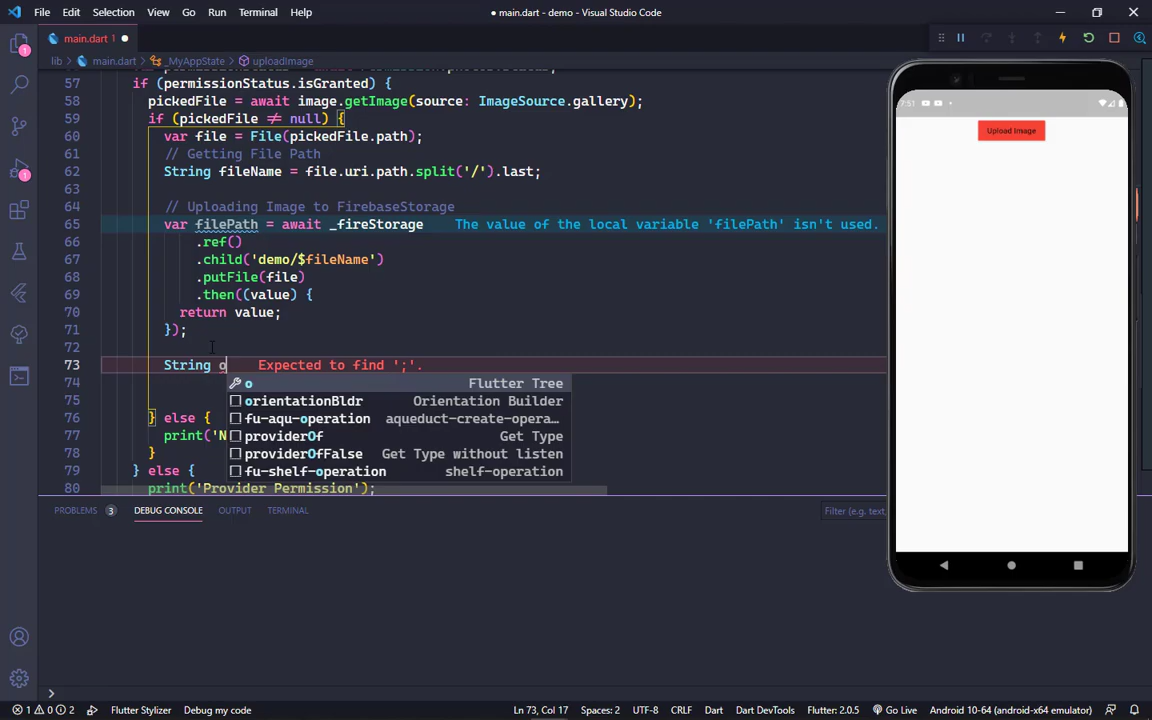 File Edit Selection View Go Run Terminal Help
● main.dart - demo - Visual Studio Code
main.dart 1 ●
lib > main.dart > _MyAppState > uploadImage
57 if (permissionStatus.isGranted) {
58 pickedFile = await image.getImage(source: ImageSource.gallery);
59 if (pickedFile ≠ null) {
60 var file = File(pickedFile.path);
61 // Getting File Path
62 String fileName = file.uri.path.split('/').last;
63
64 // Uploading Image to FirebaseStorage
65 var filePath = await _fireStorage The value of the local variable 'filePath' isn't used.
66 .ref()
67 .child('demo/$fileName')
68 .putFile(file)
69 .then((value) {
70 return value;
71 });
72
73 String o Expected to find ';'.
74 o Flutter Tree
75 orientationBldr Orientation Builder
76 } else { fu-aqu-operation aqueduct-create-opera…
77 print('N providerOf Get Type
78 } providerOfFalse Get Type without listen
79 } else { fu-shelf-operation shelf-operation
80 print('Provider Permission');
PROBLEMS 3 DEBUG CONSOLE OUTPUT TERMINAL Filter (e.g. text,
7:51
Upload Image
1
1
>
1 0 2 Flutter Stylizer Debug my code Ln 73, Col 17 Spaces: 2 UTF-8 CRLF Dart Dart DevTools Flutter: 2.0.5 Go Live Android 10-64 (android-x64 emulator)